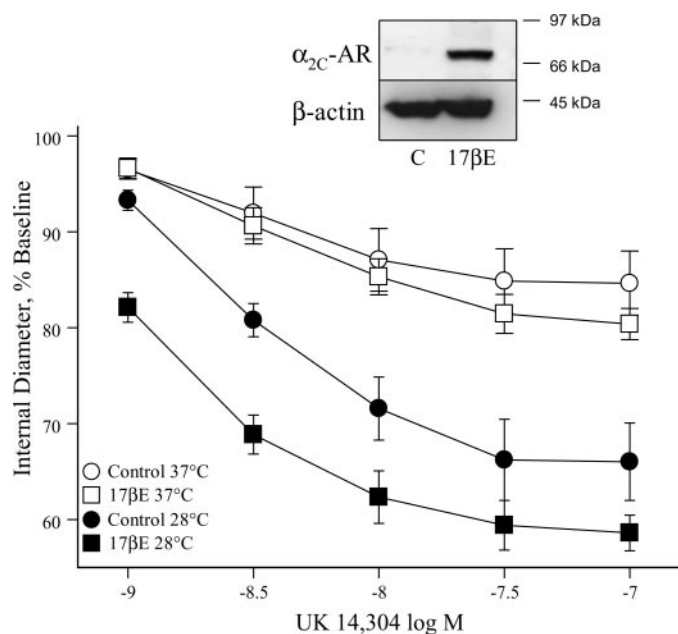 97 kDa
α2C-AR
66 kDa
β-actin
45 kDa
C 17βE
100
90
80
70
60
Internal Diameter, % Baseline
Control 37°C
17βE 37°C
Control 28°C
17βE 28°C
-9 -8.5 -8 -7.5 -7
UK 14,304 log M